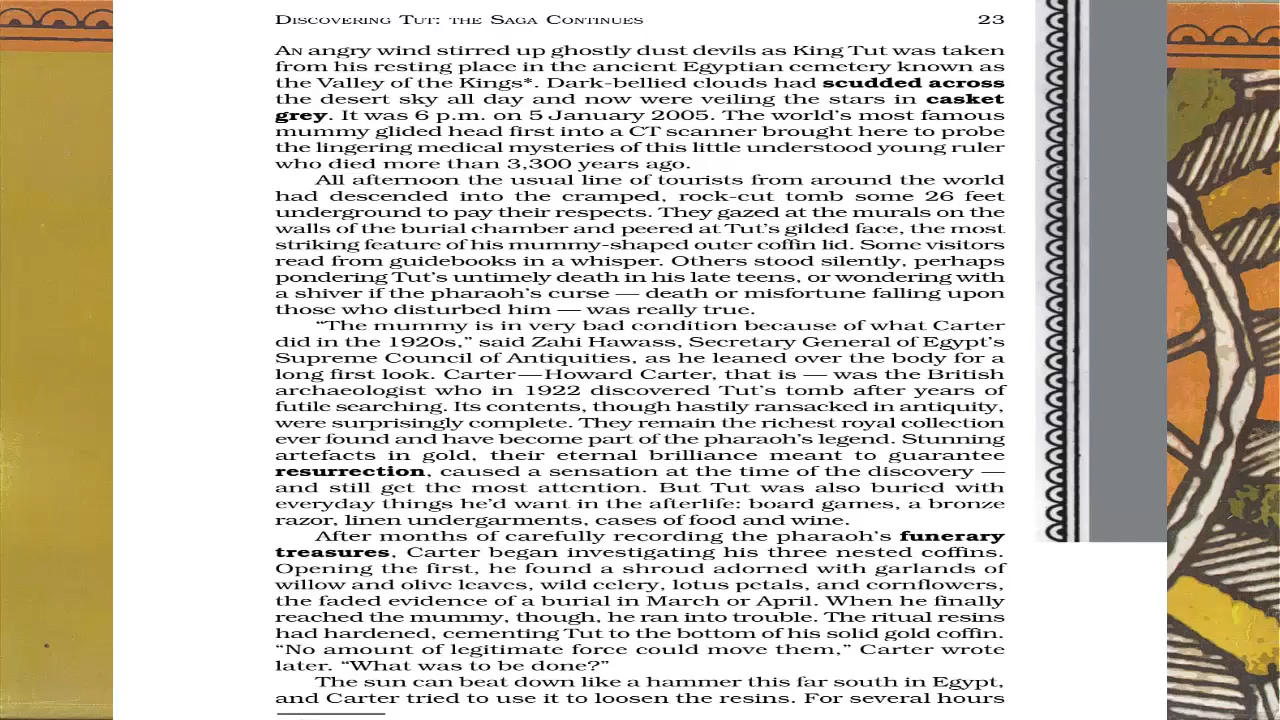 DISCOVERING TUT: THE SAGA CONTINUES 23
AN angry wind stirred up ghostly dust devils as King Tut was taken
from his resting place in the ancient Egyptian cemetery known as
the Valley of the Kings*. Dark-bellied clouds had scudded across
the desert sky all day and now were veiling the stars in casket
grey. It was 6 p.m. on 5 January 2005. The world's most famous
mummy glided head first into a CT scanner brought here to probe
the lingering medical mysteries of this little understood young ruler
who died more than 3,300 years ago.
All afternoon the usual line of tourists from around the world
had descended into the cramped, rock-cut tomb some 26 feet
underground to pay their respects. They gazed at the murals on the
walls of the burial chamber and peered at Tut's gilded face, the most
striking feature of his mummy-shaped outer coffin lid. Some visitors
read from guidebooks in a whisper. Others stood silently, perhaps
pondering Tut's untimely death in his late teens, or wondering with
a shiver if the pharaoh's curse — death or misfortune falling upon
those who disturbed him — was really true.
“The mummy is in very bad condition because of what Carter
did in the 1920s,” said Zahi Hawass, Secretary General of Egypt's
Supreme Council of Antiquities, as he leaned over the body for a
long first look. Carter—Howard Carter, that is — was the British
archaeologist who in 1922 discovered Tut's tomb after years of
futile searching. Its contents, though hastily ransacked in antiquity,
were surprisingly complete. They remain the richest royal collection
ever found and have become part of the pharaoh's legend. Stunning
artefacts in gold, their eternal brilliance meant to guarantee
resurrection, caused a sensation at the time of the discovery —
and still get the most attention. But Tut was also buried with
everyday things he'd want in the afterlife: board games, a bronze
razor, linen undergarments, cases of food and wine.
After months of carefully recording the pharaoh's funerary
treasures, Carter began investigating his three nested coffins.
Opening the first, he found a shroud adorned with garlands of
willow and olive leaves, wild celery, lotus petals, and cornflowers,
the faded evidence of a burial in March or April. When he finally
reached the mummy, though, he ran into trouble. The ritual resins
had hardened, cementing Tut to the bottom of his solid gold coffin.
“No amount of legitimate force could move them,” Carter wrote
later. “What was to be done?”
The sun can beat down like a hammer this far south in Egypt,
and Carter tried to use it to loosen the resins. For several hours